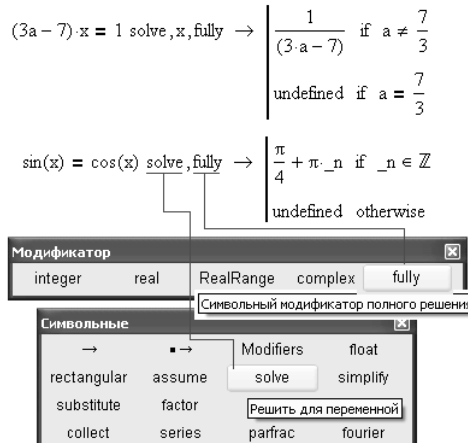 (3a − 7)·x = 1 solve,x,fully → 1/(3·a − 7) if a ≠ 7/3
undefined if a = 7/3
sin(x) = cos(x) solve,fully → π/4 + π·_n if _n ∈ ℤ
undefined otherwise
Модификатор
integer real RealRange complex fully
Символьный модификатор полного решения
Символьные
→ ▪ → Modifiers float
rectangular assume solve simplify
substitute factor Решить для переменной
collect series parfrac fourier